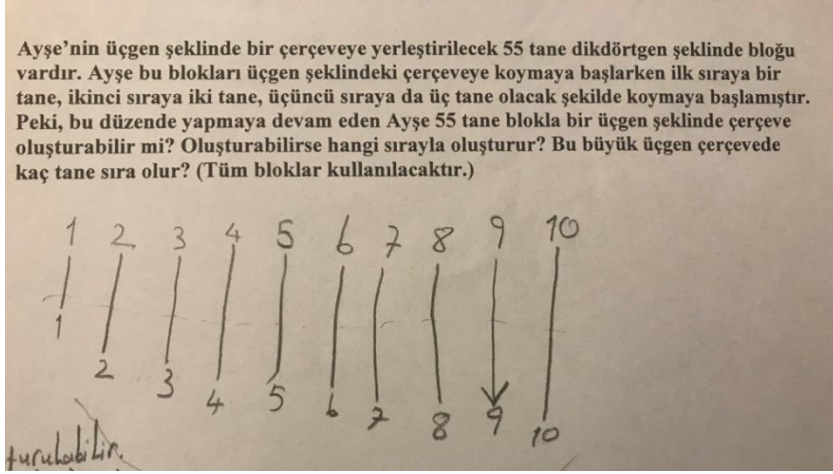 Ayşe'nin üçgen şeklinde bir çerçeveye yerleştirilecek 55 tane dikdörtgen şeklinde bloğu
vardır. Ayşe bu blokları üçgen şeklindeki çerçeveye koymaya başlarken ilk sıraya bir
tane, ikinci sıraya iki tane, üçüncü sıraya da üç tane olacak şekilde koymaya başlamıştır.
Peki, bu düzende yapmaya devam eden Ayşe 55 tane blokla bir üçgen şeklinde çerçeve
oluşturabilir mi? Oluşturabilirse hangi sırayla oluşturur? Bu büyük üçgen çerçevede
kaç tane sıra olur? (Tüm bloklar kullanılacaktır.)
1 2 3 4 5 6 7 8 9 10
1 2 3 4 5 6 7 8 9 10